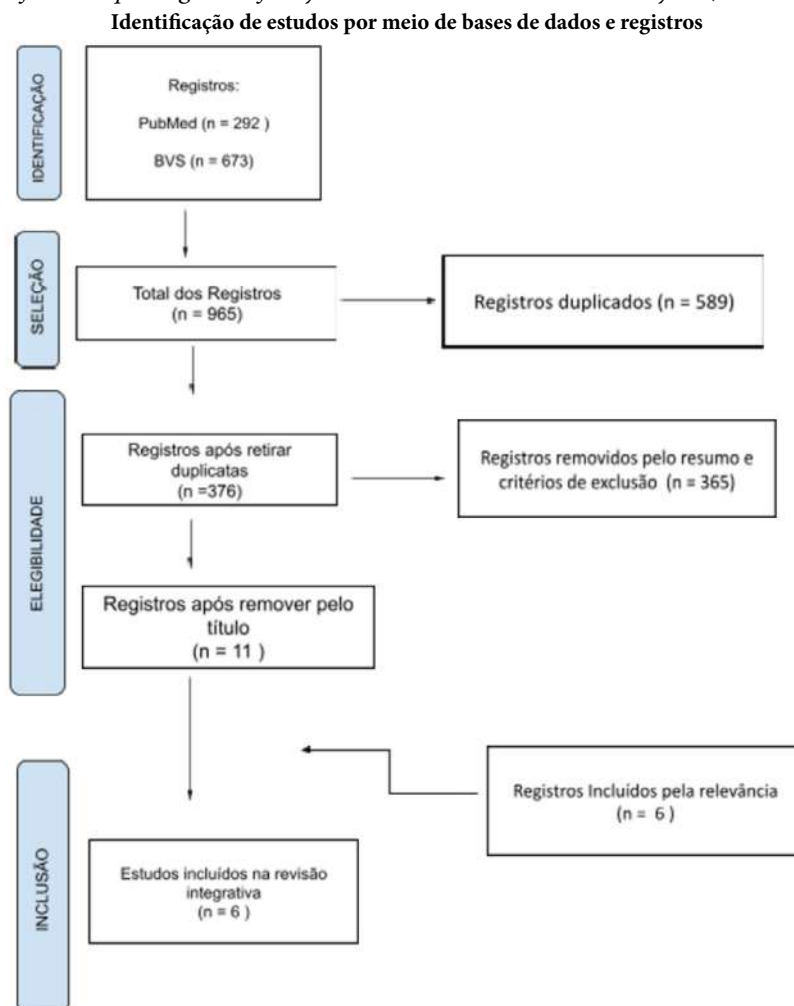 Identificação de estudos por meio de bases de dados e registros
IDENTIFICAÇÃO
Registros:
PubMed (n = 292 )
BVS (n = 673)
SELEÇÃO
Total dos Registros
(n = 965)
Registros duplicados (n = 589)
ELEGIBILIDADE
Registros após retirar
duplicatas
(n =376)
Registros removidos pelo resumo e
critérios de exclusão (n = 365)
Registros após remover pelo
título
(n = 11 )
INCLUSÃO
Registros Incluídos pela relevância
(n = 6 )
Estudos incluídos na revisão
integrativa
(n = 6 )